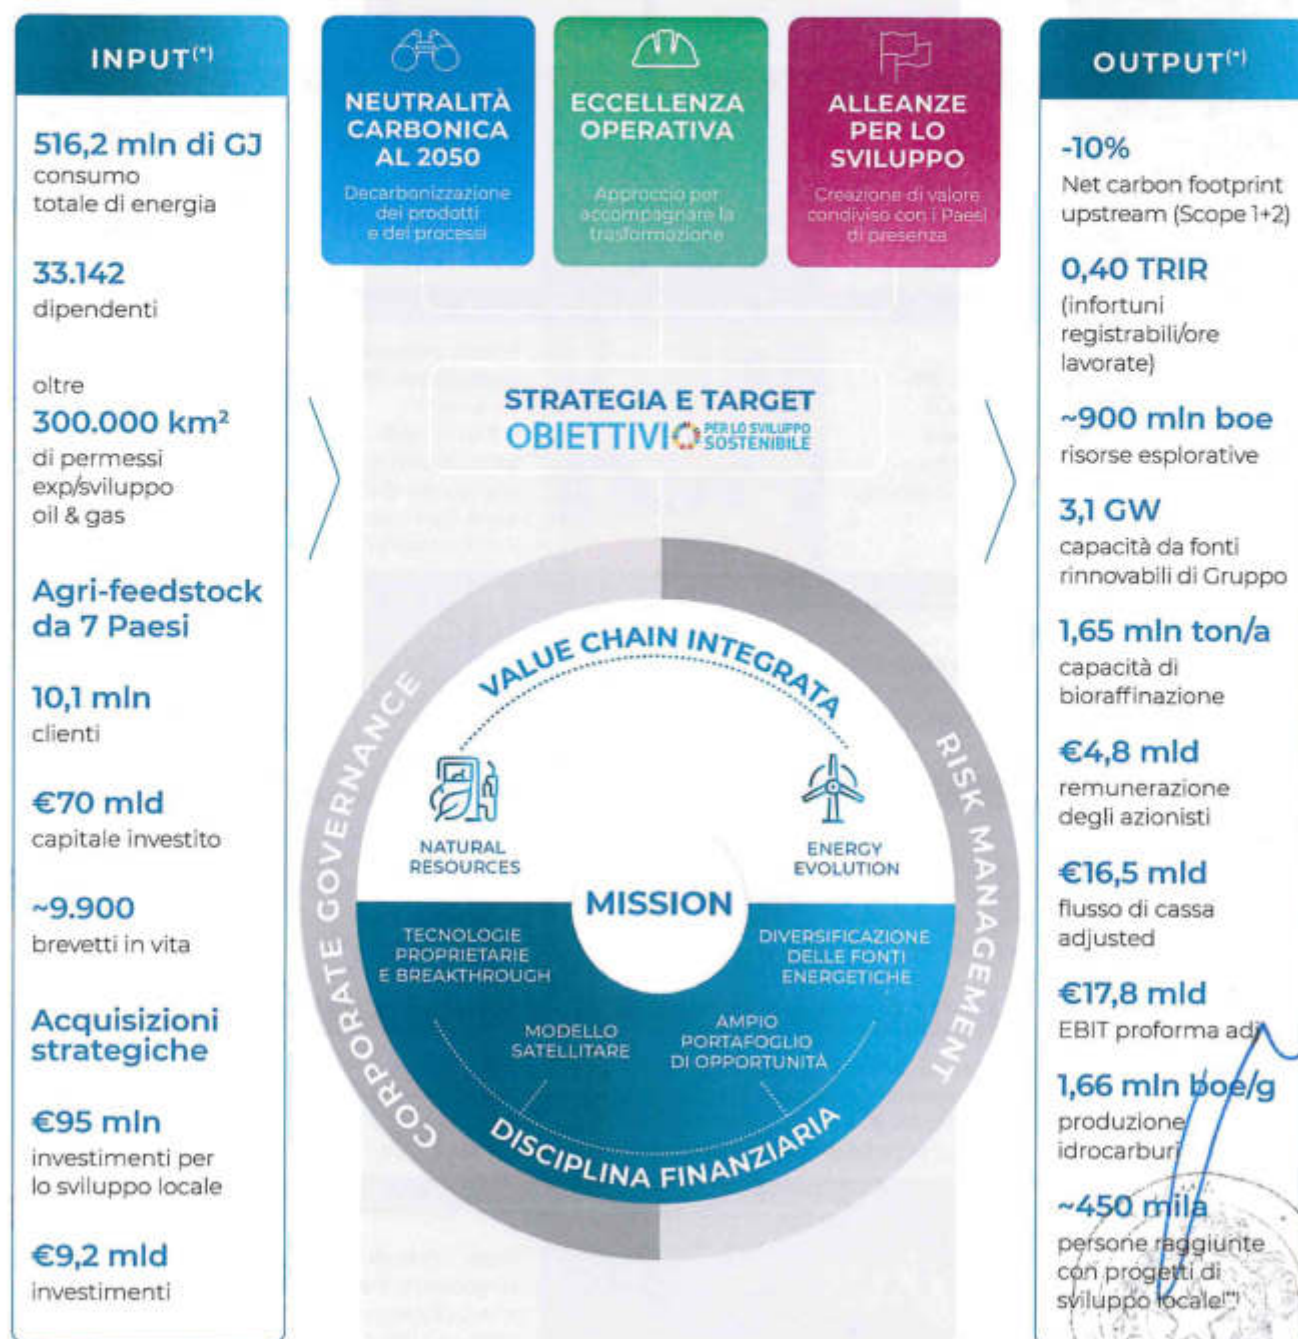 INPUT(*)
516,2 mln di GJ
consumo
totale di energia
33.142
dipendenti
oltre
300.000 km²
di permessi
exp/sviluppo
oil & gas
Agri-feedstock
da 7 Paesi
10,1 mln
clienti
€70 mld
capitale investito
~9.900
brevetti in vita
Acquisizioni
strategiche
€95 mln
investimenti per
lo sviluppo locale
€9,2 mld
investimenti
NEUTRALITÀ
CARBONICA
AL 2050
Decarbonizzazione
dei prodotti
e dei processi
ECCELLENZA
OPERATIVA
Approccio per
accompagnare la
trasformazione
ALLEANZE
PER LO
SVILUPPO
Creazione di valore
condiviso con i Paesi
di presenza
STRATEGIA E TARGET
OBIETTIVI PER LO SVILUPPO
SOSTENIBILE
CORPORATE GOVERNANCE
RISK MANAGEMENT
VALUE CHAIN INTEGRATA
NATURAL
RESOURCES
ENERGY
EVOLUTION
MISSION
TECNOLOGIE
PROPRIETARIE
E BREAKTHROUGH
DIVERSIFICAZIONE
DELLE FONTI
ENERGETICHE
MODELLO
SATELLITARE
AMPIO
PORTAFOGLIO
DI OPPORTUNITÀ
DISCIPLINA FINANZIARIA
OUTPUT(*)
-10%
Net carbon footprint
upstream (Scope 1+2)
0,40 TRIR
(infortuni
registrabili/ore
lavorate)
~900 mln boe
risorse esplorative
3,1 GW
capacità da fonti
rinnovabili di Gruppo
1,65 mln ton/a
capacità di
bioraffinazione
€4,8 mld
remunerazione
degli azionisti
€16,5 mld
flusso di cassa
adjusted
€17,8 mld
EBIT proforma adj
1,66 mln boe/g
produzione
idrocarburi
~450 mila
persone raggiunte
con progetti di
sviluppo locale(**)